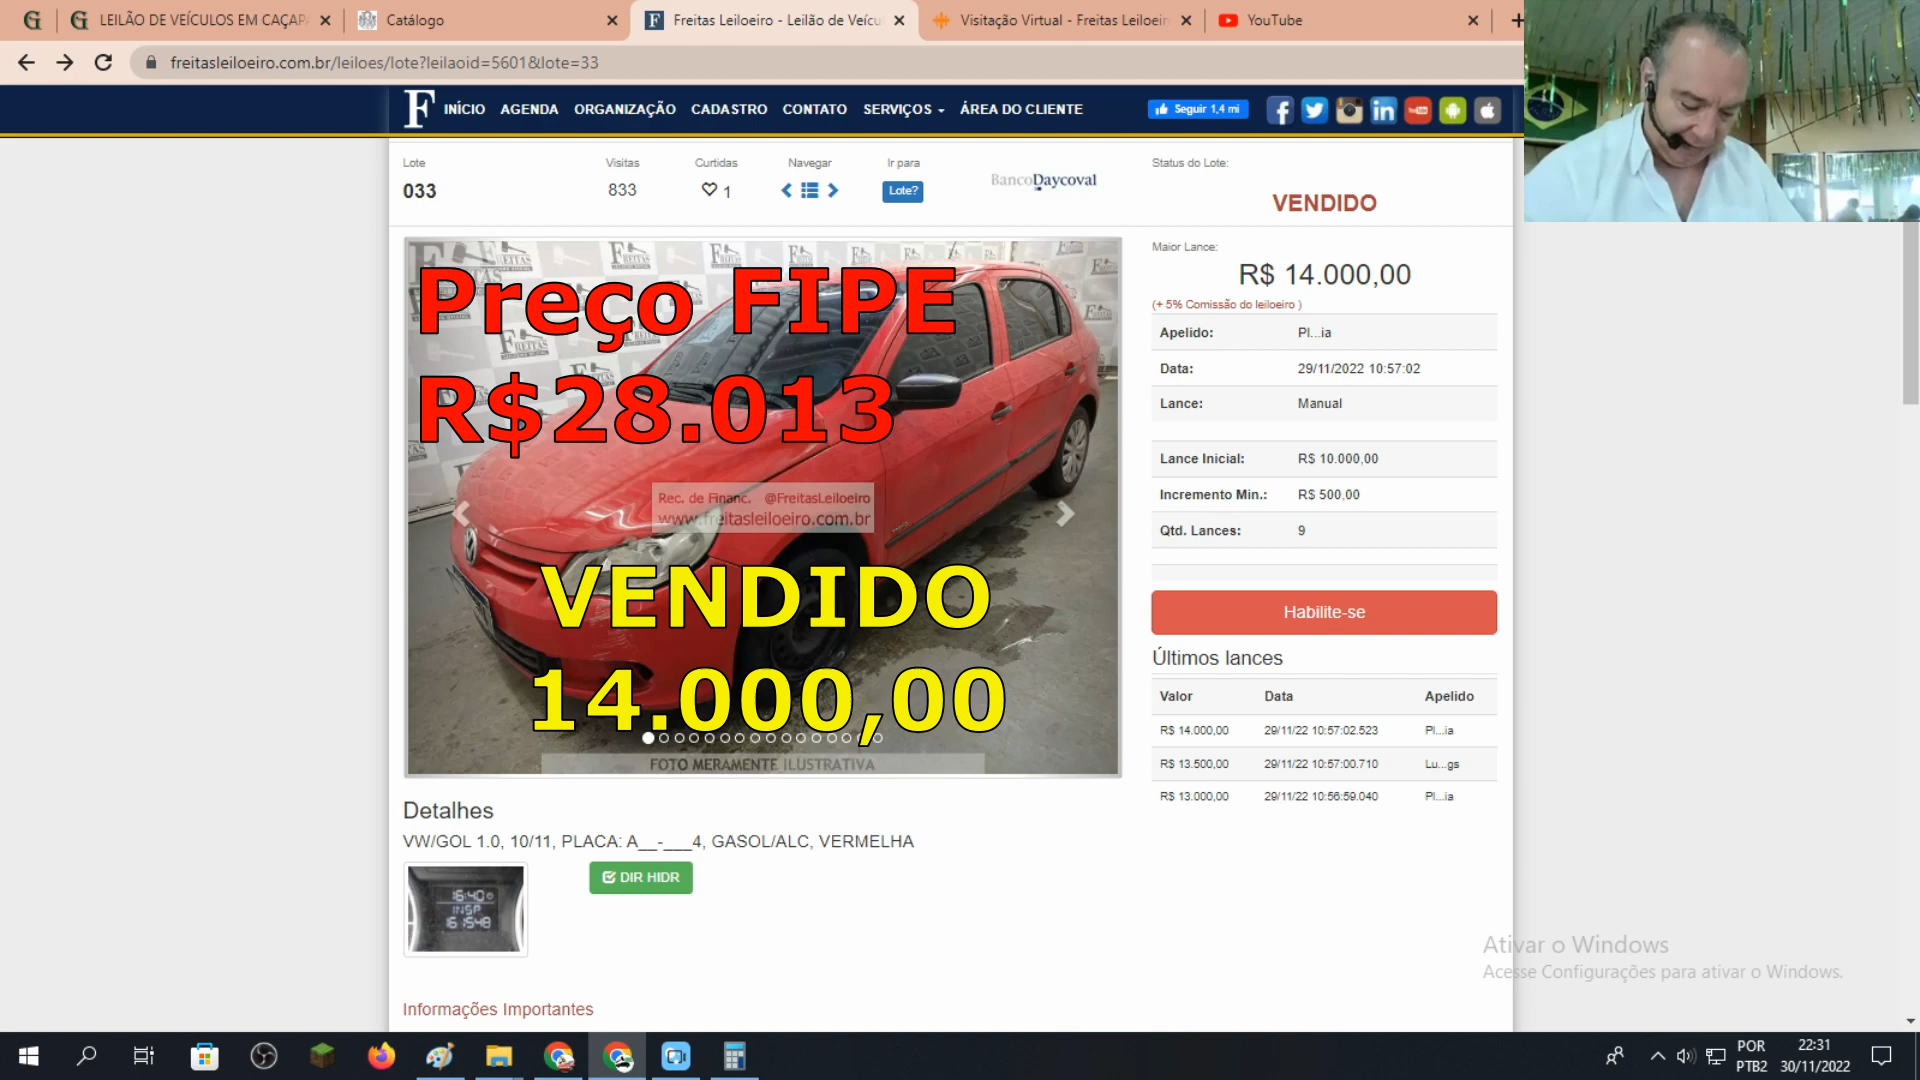 LEILÃO DE VEÍCULOS EM CAÇAPA
Catálogo
Freitas Leiloeiro - Leilão de Veícu
Visitação Virtual - Freitas Leiloeir
YouTube
freitasleiloeiro.com.br/leiloes/lote?leilaoid=5601&lote=33
F INÍCIO AGENDA ORGANIZAÇÃO CADASTRO CONTATO SERVIÇOS ÁREA DO CLIENTE Seguir 1,4 mi
Lote Visitas Curtidas Navegar Ir para
033 833 1 Lote?
BancoDaycoval
Status do Lote:
VENDIDO
Preço FIPE
R$28.013
Rec. de Financ. @FreitasLeiloeiro
www.freitasleiloeiro.com.br
VENDIDO
14.000,00
FOTO MERAMENTE ILUSTRATIVA
Maior Lance:
R$ 14.000,00
(+ 5% Comissão do leiloeiro )
Apelido: Pl...ia
Data: 29/11/2022 10:57:02
Lance: Manual
Lance Inicial: R$ 10.000,00
Incremento Min.: R$ 500,00
Qtd. Lances: 9
Habilite-se
Últimos lances
Valor Data Apelido
R$ 14.000,00 29/11/22 10:57:02.523 Pl...ia
R$ 13.500,00 29/11/22 10:57:00.710 Lu...gs
R$ 13.000,00 29/11/22 10:56:59.040 Pl...ia
Detalhes
VW/GOL 1.0, 10/11, PLACA: A__-___4, GASOL/ALC, VERMELHA
16:40
INSP
161548
DIR HIDR
Informações Importantes
Ativar o Windows
Acesse Configurações para ativar o Windows.
POR
PTB2
22:31
30/11/2022